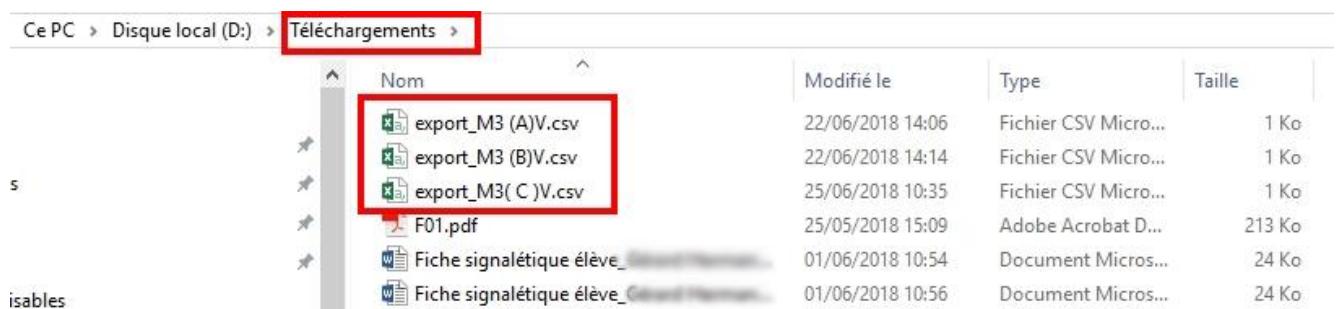 Ce PC > Disque local (D:) > Téléchargements >
Nom Modifié le Type Taille
export_M3 (A)V.csv 22/06/2018 14:06 Fichier CSV Micro... 1 Ko
export_M3 (B)V.csv 22/06/2018 14:14 Fichier CSV Micro... 1 Ko
s export_M3( C )V.csv 25/06/2018 10:35 Fichier CSV Micro... 1 Ko
F01.pdf 25/05/2018 15:09 Adobe Acrobat D... 213 Ko
Fiche signalétique élève_ 01/06/2018 10:54 Document Micros... 24 Ko
isables Fiche signalétique élève_ 01/06/2018 10:56 Document Micros... 24 Ko